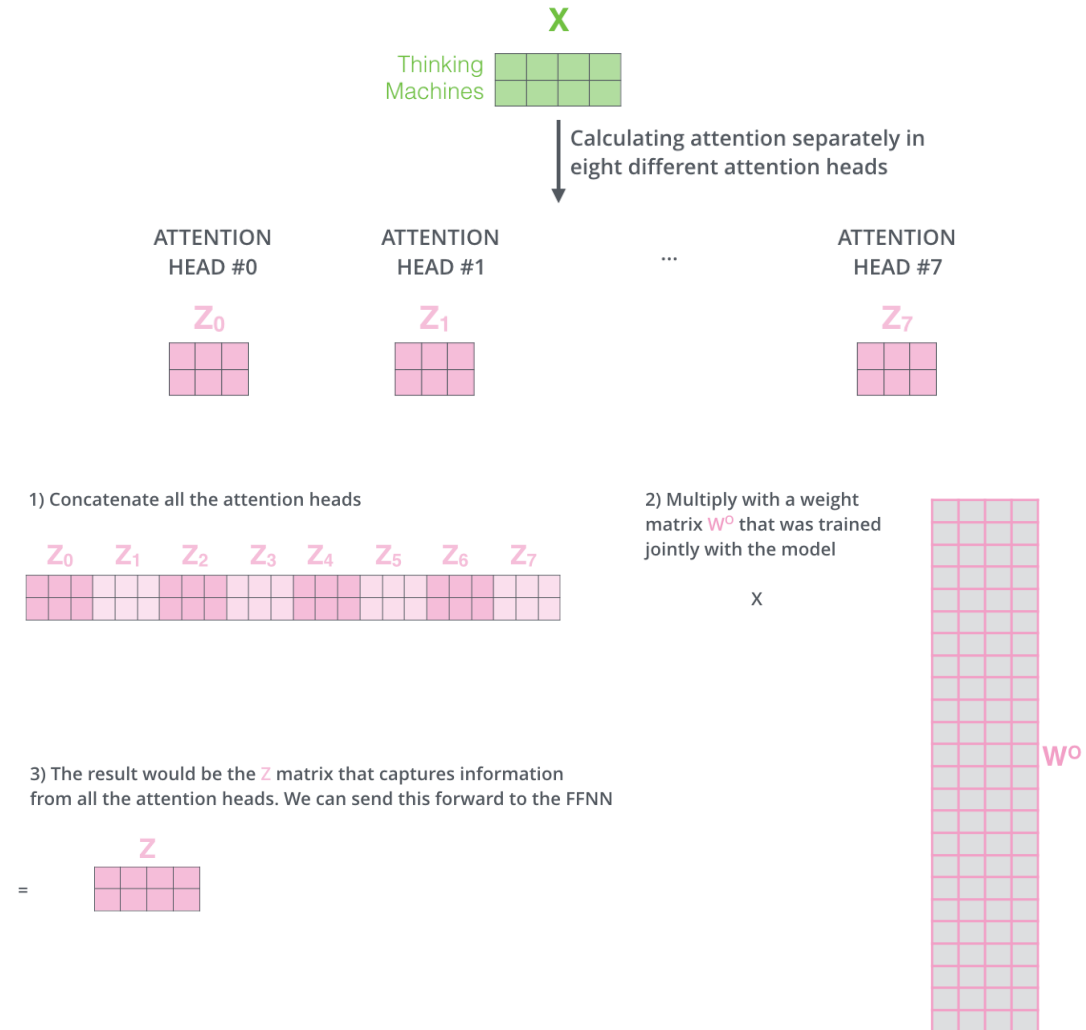 X
Thinking
Machines
Calculating attention separately in
eight different attention heads
ATTENTION
HEAD #0
ATTENTION
HEAD #1
...
ATTENTION
HEAD #7
Z0
Z1
Z7
1) Concatenate all the attention heads
Z0 Z1 Z2 Z3 Z4 Z5 Z6 Z7
2) Multiply with a weight
matrix W^O that was trained
jointly with the model
X
W^O
3) The result would be the Z matrix that captures information
from all the attention heads. We can send this forward to the FFNN
Z
=